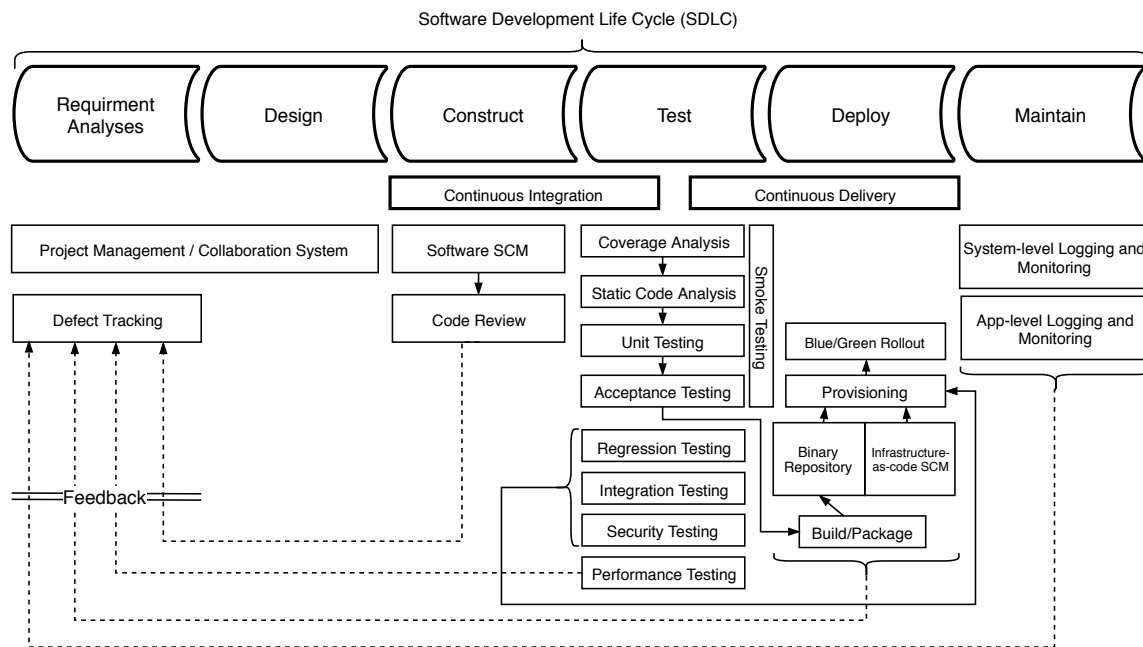 Software Development Life Cycle (SDLC)
Requirment
Analyses
Design
Construct
Test
Deploy
Maintain
Continuous Integration
Continuous Delivery
Project Management / Collaboration System
Defect Tracking
Feedback
Software SCM
Code Review
Coverage Analysis
Static Code Analysis
Unit Testing
Acceptance Testing
Smoke Testing
Regression Testing
Integration Testing
Security Testing
Performance Testing
Blue/Green Rollout
Provisioning
Binary
Repository
Infrastructure-
as-code SCM
Build/Package
System-level Logging and
Monitoring
App-level Logging and
Monitoring